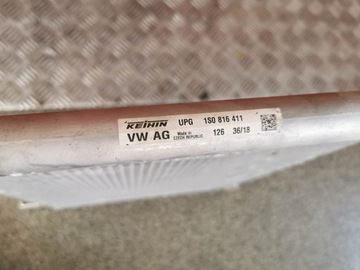 KEIHIN UPG 1S0 816 411
VW AG Made in CZECH REPUBLIC 126 36/18